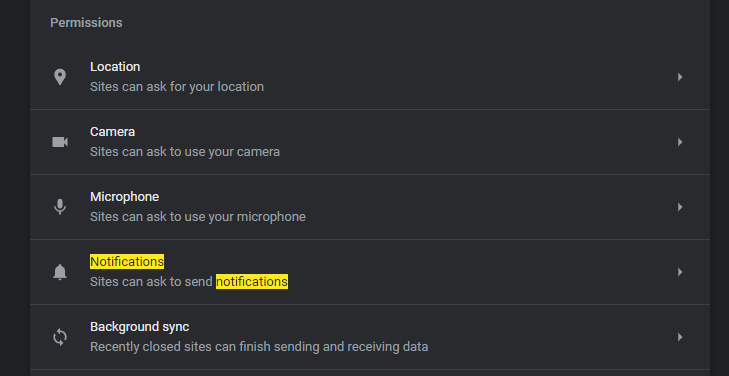 Permissions
Location
Sites can ask for your location
Camera
Sites can ask to use your camera
Microphone
Sites can ask to use your microphone
Notifications
Sites can ask to send notifications
Background sync
Recently closed sites can finish sending and receiving data